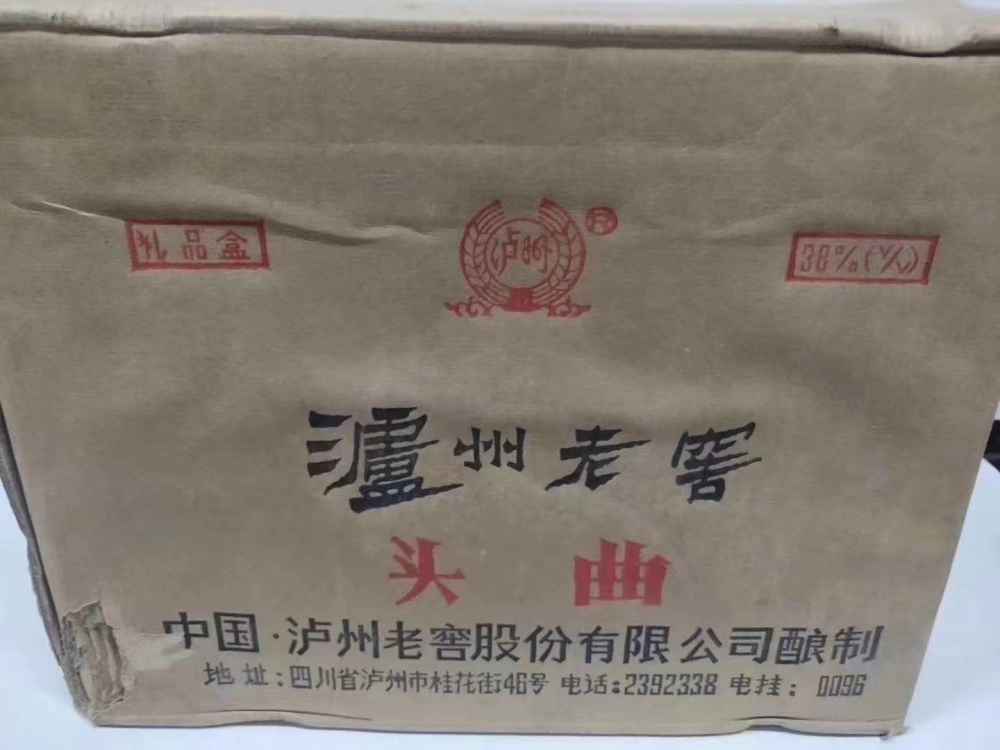 礼品盒
泸州
®
38%(V/V)
瀘州老窖
头曲
中国·泸州老窖股份有限公司酿制
地址:四川省泸州市桂花街46号 电话:2392338 电挂:0096